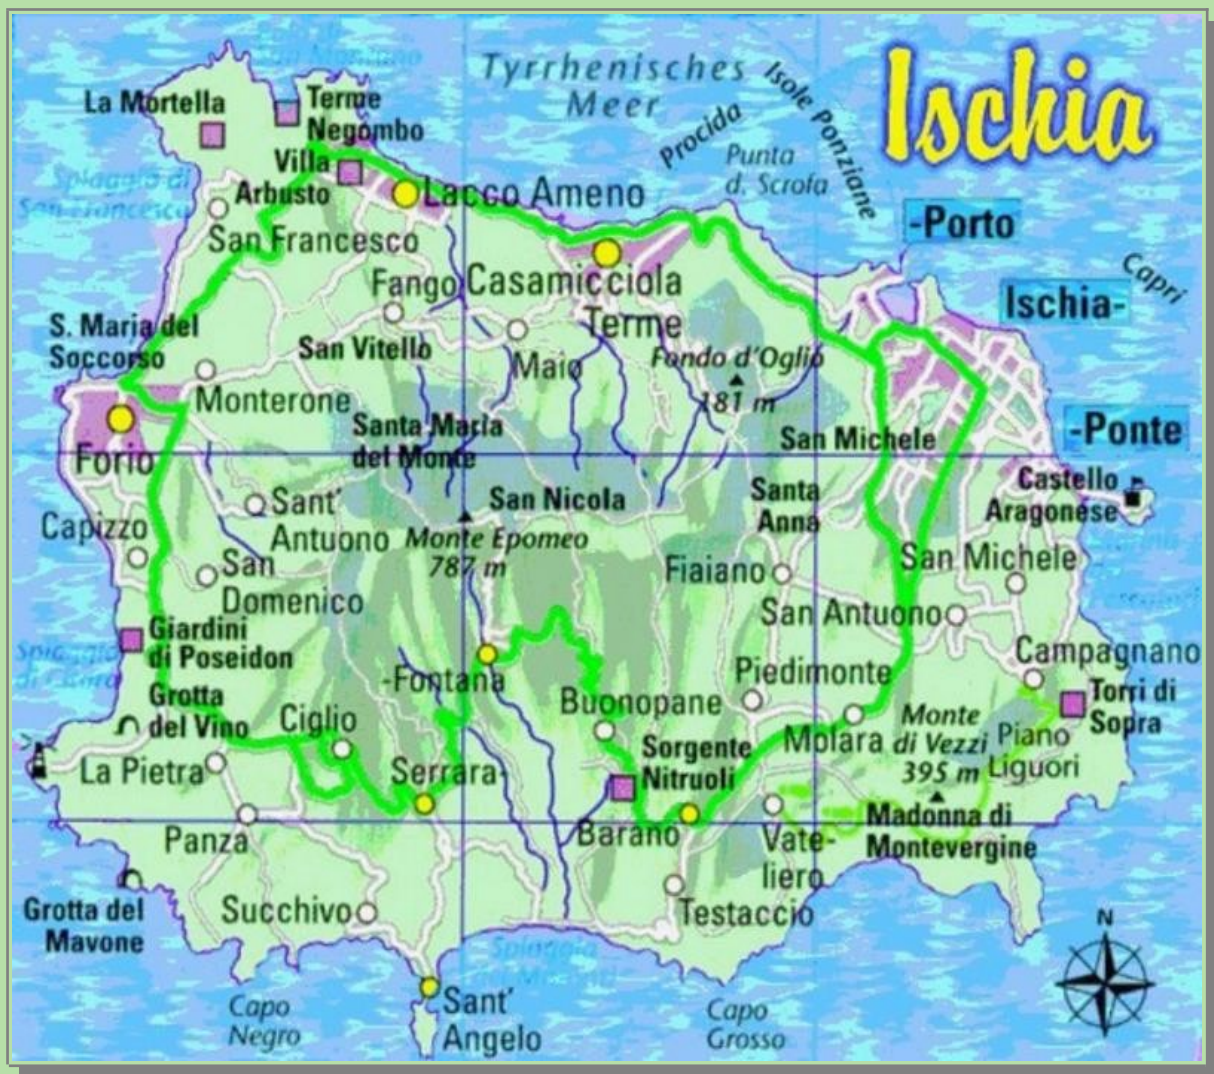 Tyrrhenisches
Meer
Ischia
Isole Ponziane
Procida
Punta
d. Scrofa
Capri
La Mortella
Terme
Negombo
Villa
Arbusto
Lacco Ameno
-Porto
Spiaggia di
San Francesco
San Francesco
Fango
Casamicciola
Terme
Ischia-
S. Maria del
Soccorso
San Vitello
Maio
Fondo d'Oglio
181 m
Monterone
Santa Maria
del Monte
San Michele
-Ponte
Forio
Castello
Aragonese
Sant'
Antuono
San Nicola
Santa
Anna
Capizzo
Monte Epomeo
787 m
San
Domenico
Fiaiano
San Michele
San Antuono
Giardini
di Poseidon
Campagnano
-Fontana
Piedimonte
Torri di
Sopra
Grotta
del Vino
Ciglio
Buonopane
Molara
Monte
di Vezzi
395 m
Piano
Liguori
La Pietra
Serrara-
Sorgente
Nitruoli
Panza
Barano
Vate-
liero
Madonna di
Montevergine
Grotta del
Mavone
Succhivo
Testaccio
N
Spiaggia
Capo
Negro
Sant'
Angelo
Capo
Grosso